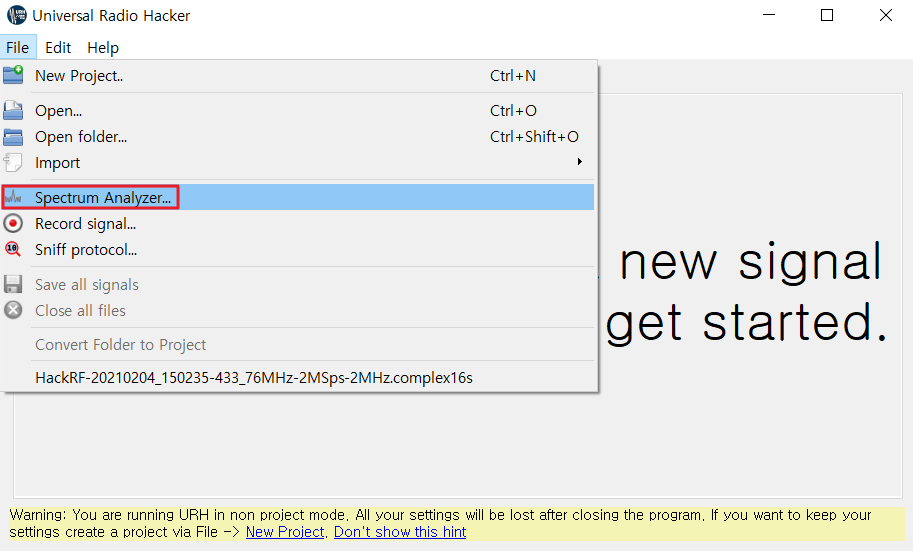 Universal Radio Hacker
File Edit Help
New Project.. Ctrl+N
Open... Ctrl+O
Open folder... Ctrl+Shift+O
Import
Spectrum Analyzer...
Record signal...
Sniff protocol...
Save all signals
Close all files
Convert Folder to Project
HackRF-20210204_150235-433_76MHz-2MSps-2MHz.complex16s
new signal
get started.
Warning: You are running URH in non project mode. All your settings will be lost after closing the program. If you want to keep your
settings create a project via File -> New Project. Don't show this hint